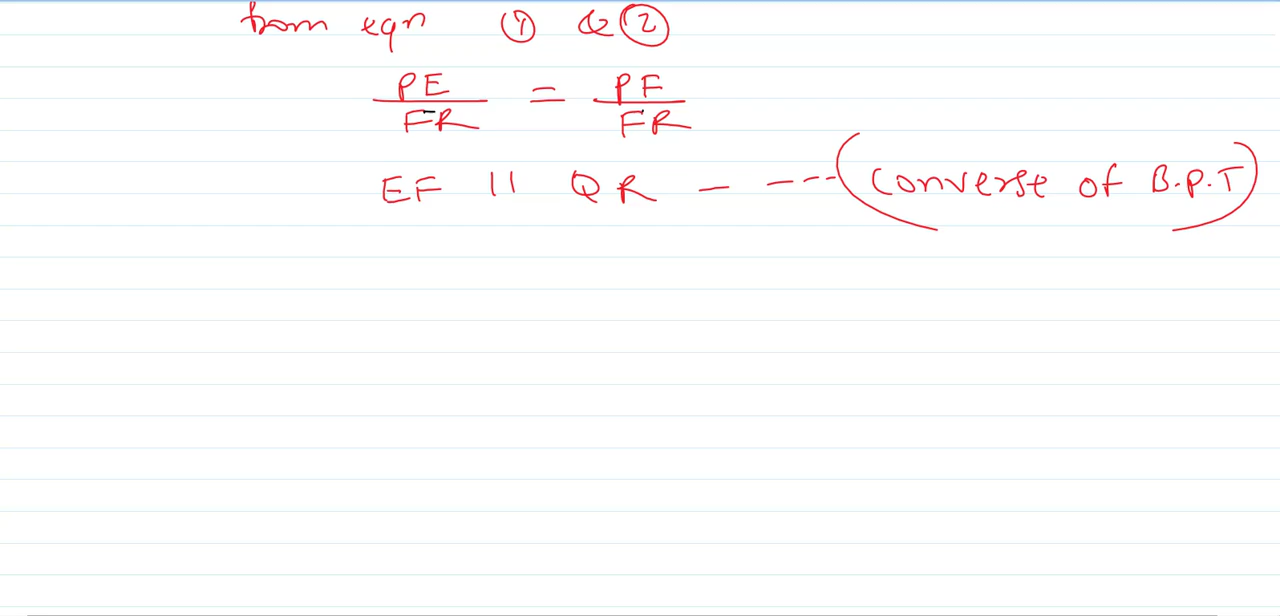 from eqn ① & ②
PE/FR = PF/FR
EF || QR - --- (converse of B.P.T)